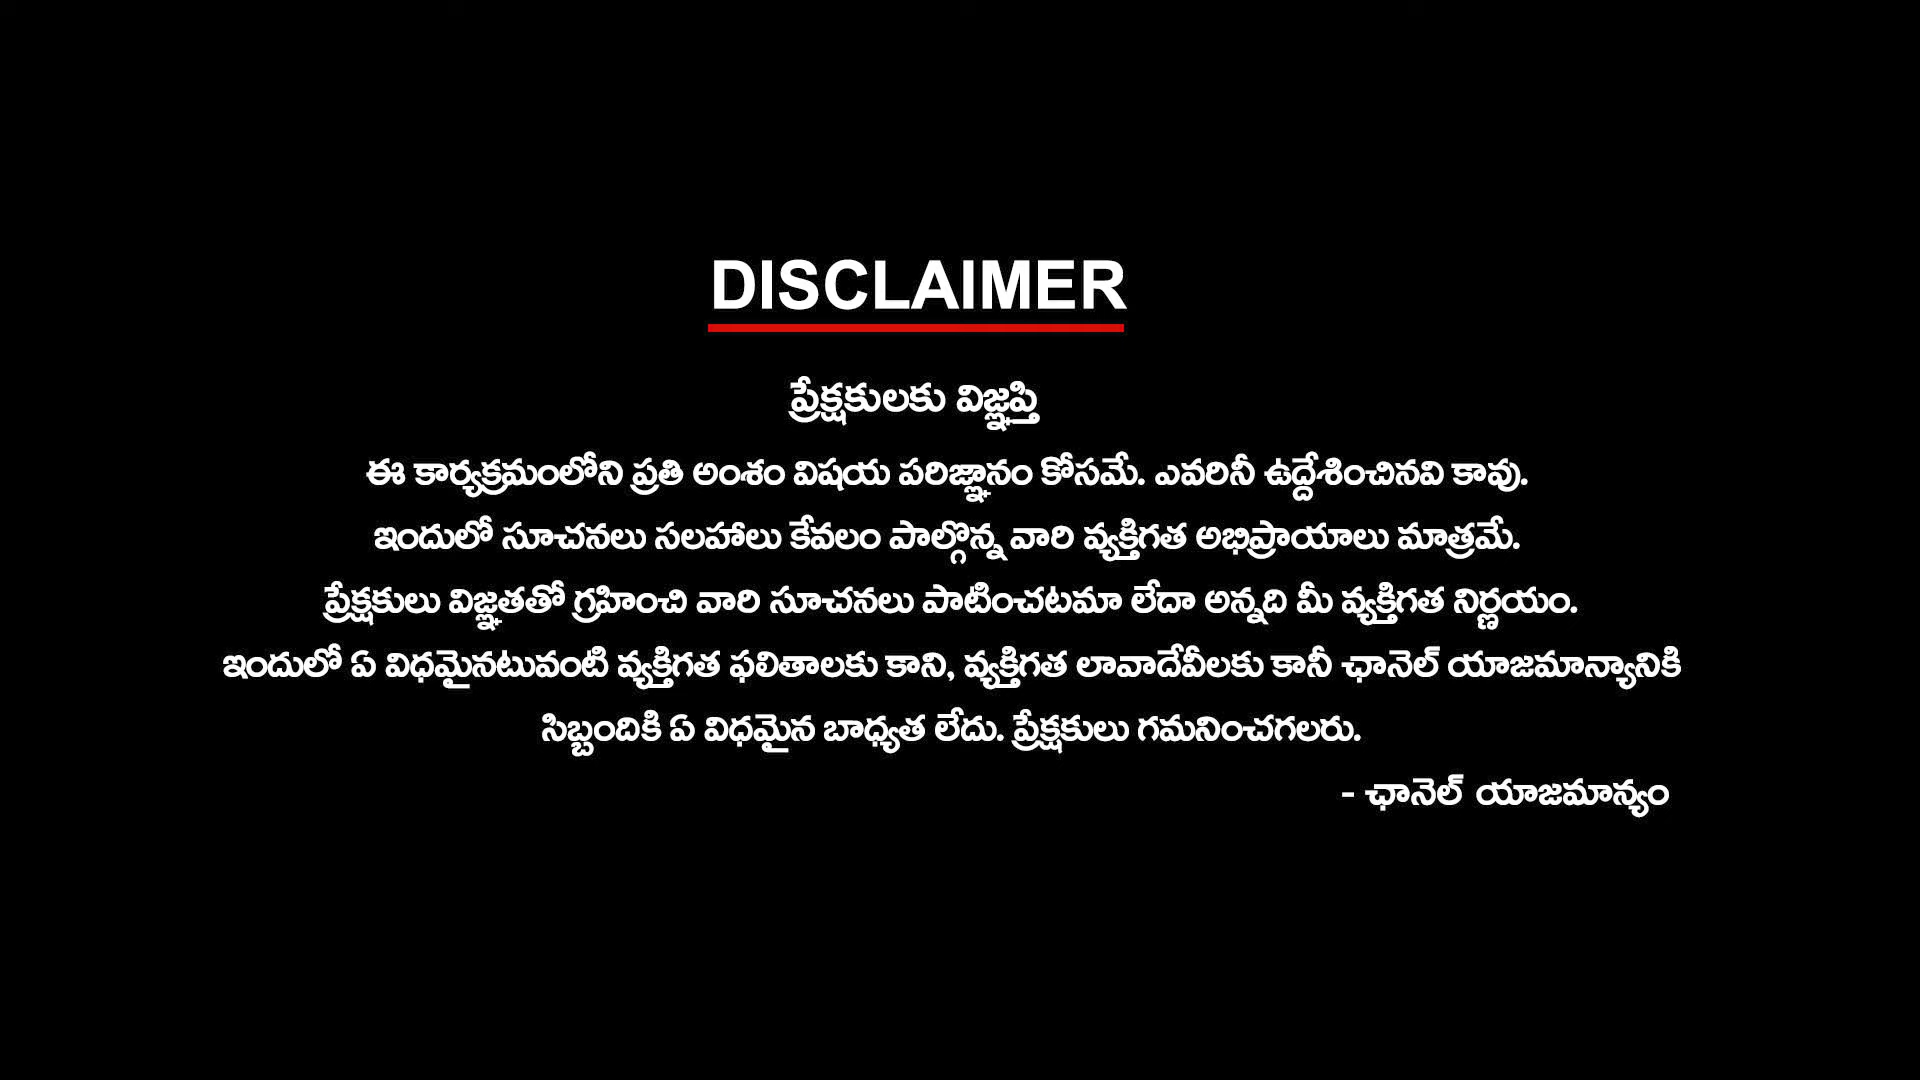 DISCLAIMER
ప్రేక్షకులకు విజ్ఞప్తి
ఈ కార్యక్రమంలోని ప్రతి అంశం విషయ పరిజ్ఞానం కోసమే. ఎవరినీ ఉద్దేశించినవి కావు.
ఇందులో సూచనలు సలహాలు కేవలం పాల్గొన్న వారి వ్యక్తిగత అభిప్రాయాలు మాత్రమే.
ప్రేక్షకులు విజ్ఞతతో గ్రహించి వారి సూచనలు పాటించటమా లేదా అన్నది మీ వ్యక్తిగత నిర్ణయం.
ఇందులో ఏ విధమైనటువంటి వ్యక్తిగత ఫలితాలకు కాని, వ్యక్తిగత లావాదేవీలకు కానీ ఛానెల్ యాజమాన్యానికి
సిబ్బందికి ఏ విధమైన బాధ్యత లేదు. ప్రేక్షకులు గమనించగలరు.
- ఛానెల్ యాజమాన్యం